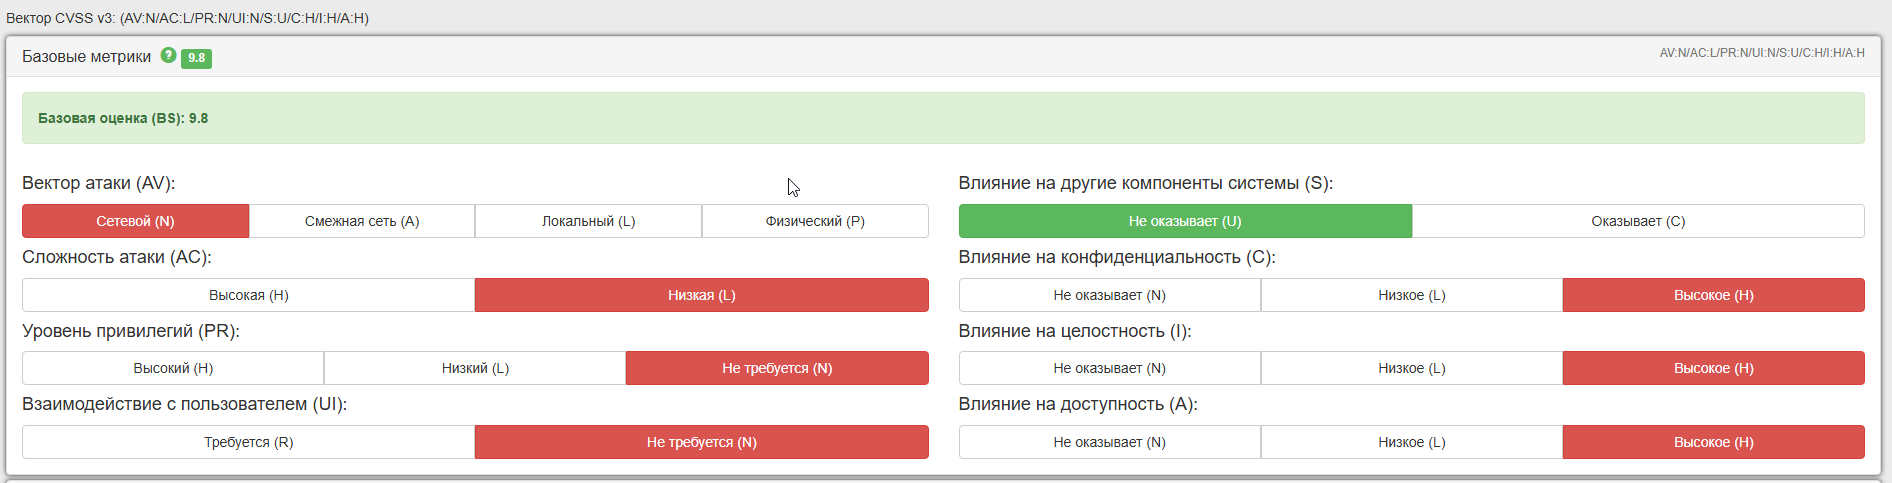 Вектор CVSS v3: (AV:N/AC:L/PR:N/UI:N/S:U/C:H/I:H/A:H)
Базовые метрики ? 9.8
AV:N/AC:L/PR:N/UI:N/S:U/C:H/I:H/A:H
Базовая оценка (BS): 9.8
Вектор атаки (AV):
Сетевой (N) Смежная сеть (A) Локальный (L) Физический (P)
Сложность атаки (AC):
Высокая (H) Низкая (L)
Уровень привилегий (PR):
Высокий (H) Низкий (L) Не требуется (N)
Взаимодействие с пользователем (UI):
Требуется (R) Не требуется (N)
Влияние на другие компоненты системы (S):
Не оказывает (U) Оказывает (C)
Влияние на конфиденциальность (C):
Не оказывает (N) Низкое (L) Высокое (H)
Влияние на целостность (I):
Не оказывает (N) Низкое (L) Высокое (H)
Влияние на доступность (A):
Не оказывает (N) Низкое (L) Высокое (H)